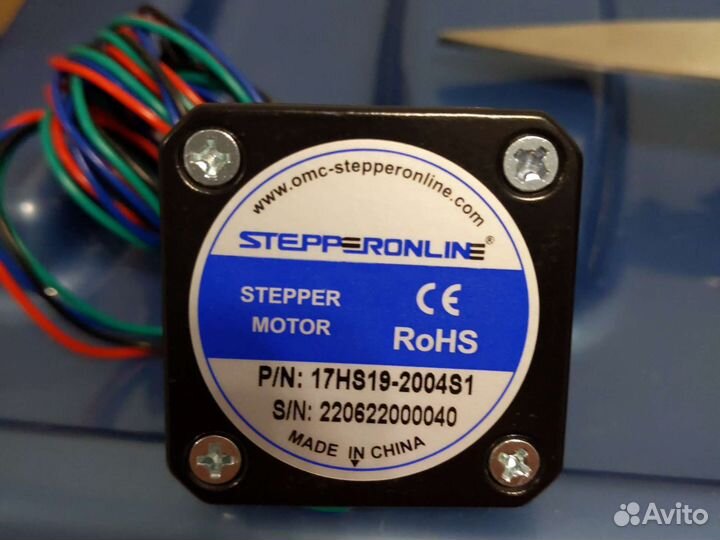 www.omc-stepperonline.com
STEPPERONLINE®
STEPPER
MOTOR
CE
RoHS
P/N: 17HS19-2004S1
S/N: 220622000040
MADE IN CHINA
Avito